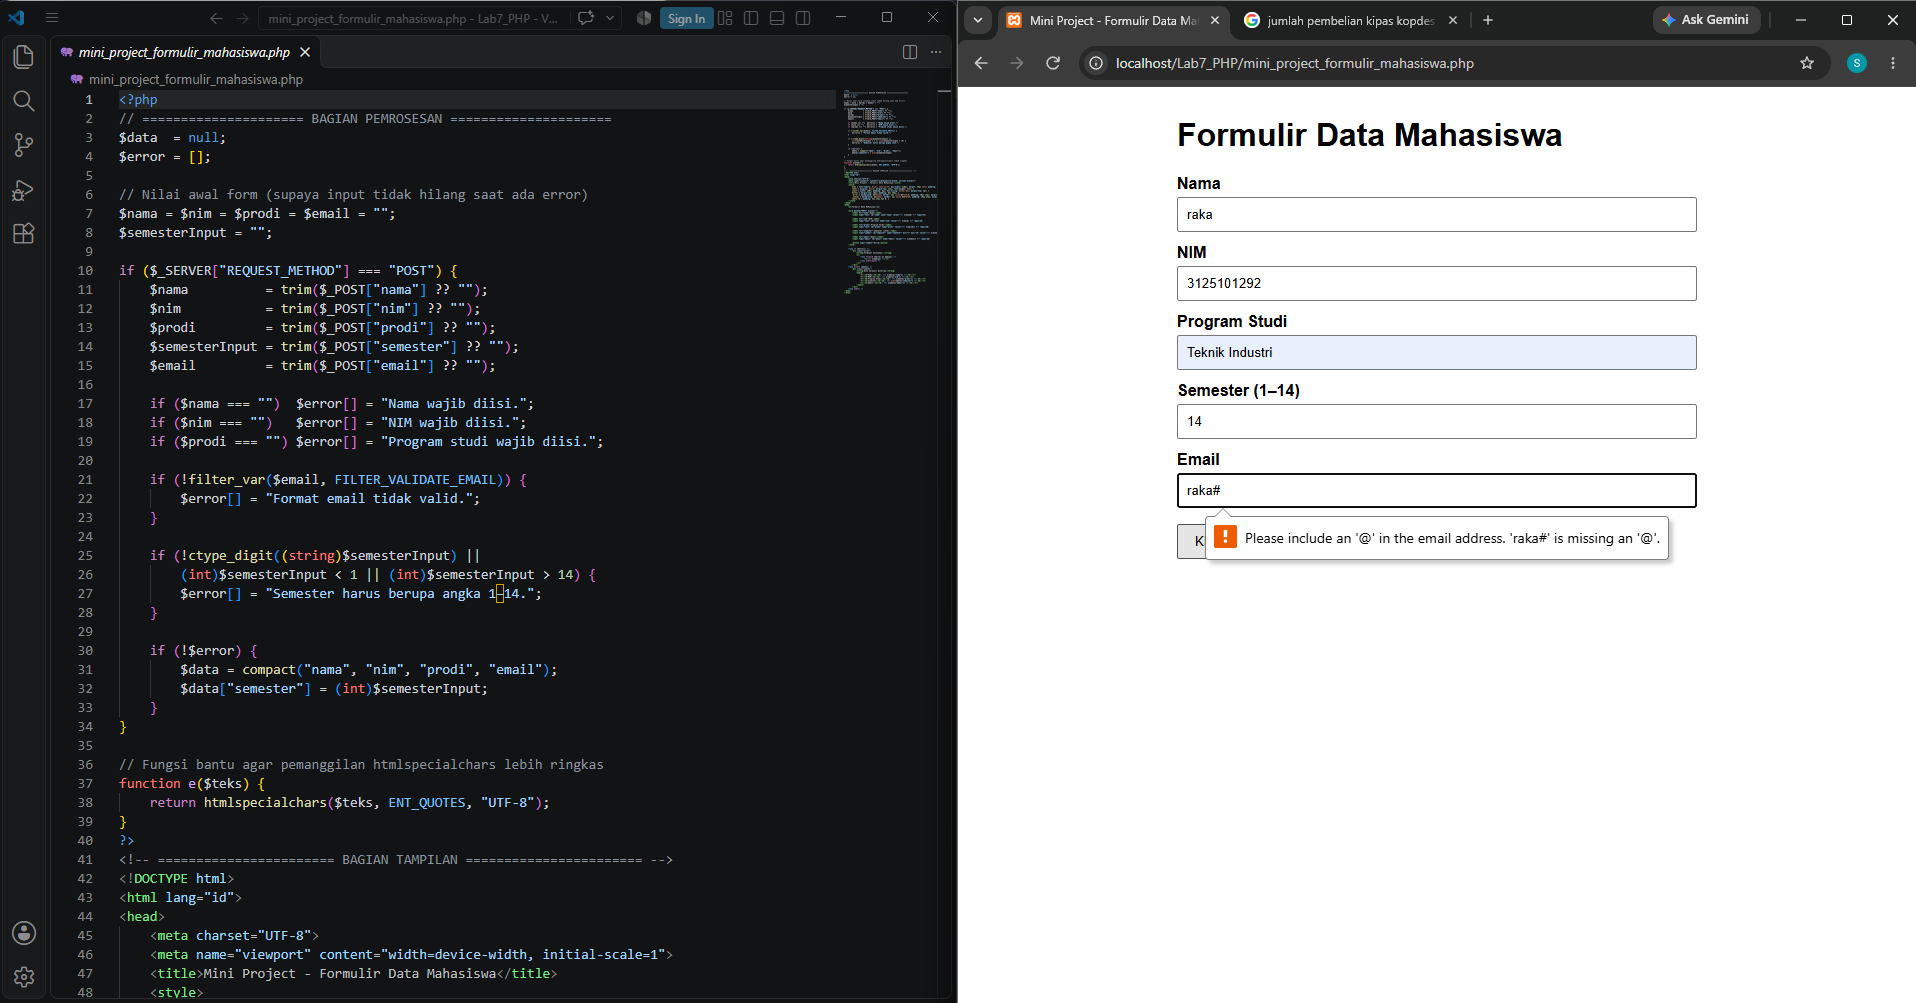 mini_project_formulir_mahasiswa.php - Lab7_PHP - V...
Sign In
mini_project_formulir_mahasiswa.php
mini_project_formulir_mahasiswa.php
1 <?php
2 // ===================== BAGIAN PEMROSESAN =====================
3 $data  = null;
4 $error = [];
5
6 // Nilai awal form (supaya input tidak hilang saat ada error)
7 $nama = $nim = $prodi = $email = "";
8 $semesterInput = "";
9
10 if ($_SERVER["REQUEST_METHOD"] === "POST") {
11     $nama          = trim($_POST["nama"] ?? "");
12     $nim           = trim($_POST["nim"] ?? "");
13     $prodi         = trim($_POST["prodi"] ?? "");
14     $semesterInput = trim($_POST["semester"] ?? "");
15     $email         = trim($_POST["email"] ?? "");
16
17     if ($nama === "")  $error[] = "Nama wajib diisi.";
18     if ($nim === "")   $error[] = "NIM wajib diisi.";
19     if ($prodi === "") $error[] = "Program studi wajib diisi.";
20
21     if (!filter_var($email, FILTER_VALIDATE_EMAIL)) {
22         $error[] = "Format email tidak valid.";
23     }
24
25     if (!ctype_digit((string)$semesterInput) ||
26         (int)$semesterInput < 1 || (int)$semesterInput > 14) {
27         $error[] = "Semester harus berupa angka 1–14.";
28     }
29
30     if (!$error) {
31         $data = compact("nama", "nim", "prodi", "email");
32         $data["semester"] = (int)$semesterInput;
33     }
34 }
35
36 // Fungsi bantu agar pemanggilan htmlspecialchars lebih ringkas
37 function e($teks) {
38     return htmlspecialchars($teks, ENT_QUOTES, "UTF-8");
39 }
40 ?>
41 <!-- ======================= BAGIAN TAMPILAN ======================= -->
42 <!DOCTYPE html>
43 <html lang="id">
44 <head>
45     <meta charset="UTF-8">
46     <meta name="viewport" content="width=device-width, initial-scale=1">
47     <title>Mini Project - Formulir Data Mahasiswa</title>
48     <style>
Mini Project - Formulir Data Ma
jumlah pembelian kipas kopdes
Ask Gemini
localhost/Lab7_PHP/mini_project_formulir_mahasiswa.php
S
Formulir Data Mahasiswa
Nama
raka
NIM
3125101292
Program Studi
Teknik Industri
Semester (1–14)
14
Email
raka#
K
Please include an '@' in the email address. 'raka#' is missing an '@'.